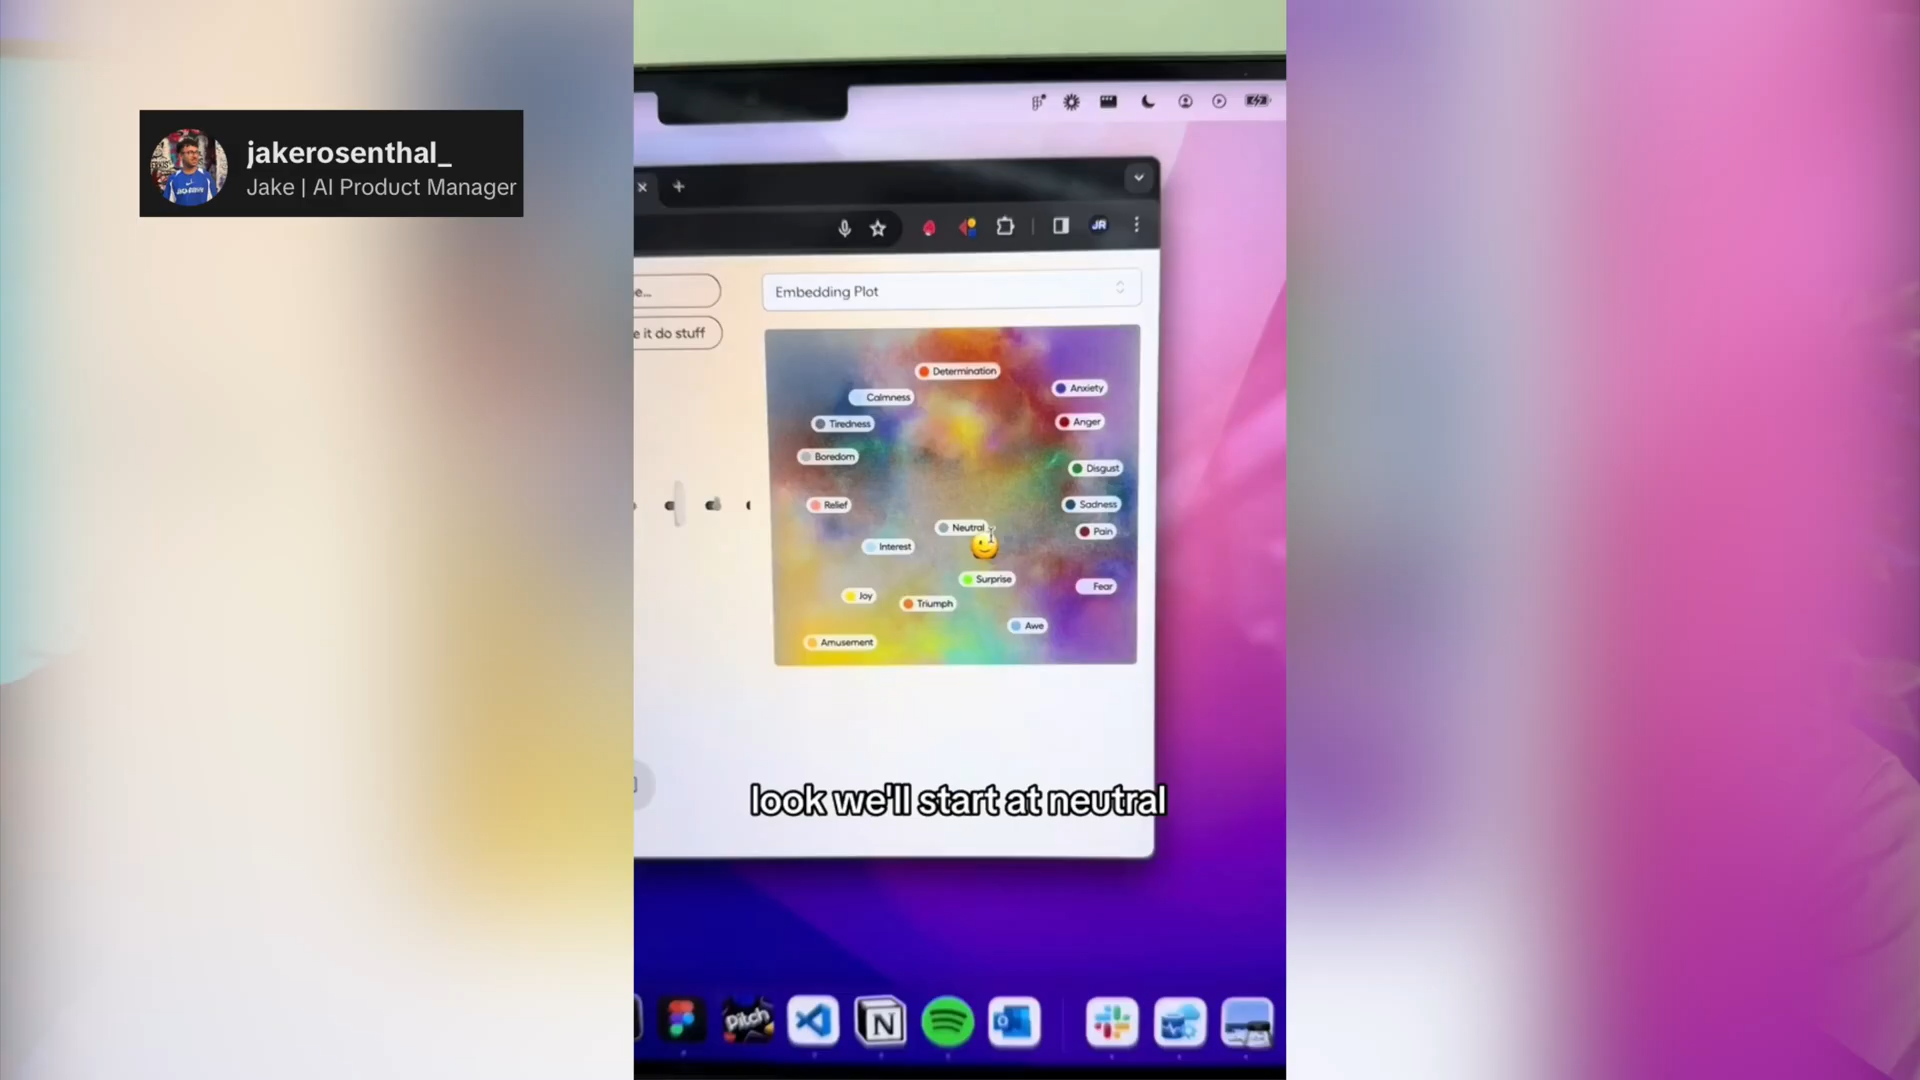 jakerosenthal_
Jake | AI Product Manager
JR
e...
Embedding Plot
e it do stuff
Determination
Anxiety
Calmness
Anger
Tiredness
Boredom
Disgust
Relief
Sadness
Neutral
Pain
Interest
Surprise
Fear
Joy
Triumph
Awe
Amusement
look we'll start at neutral
Pitch
N